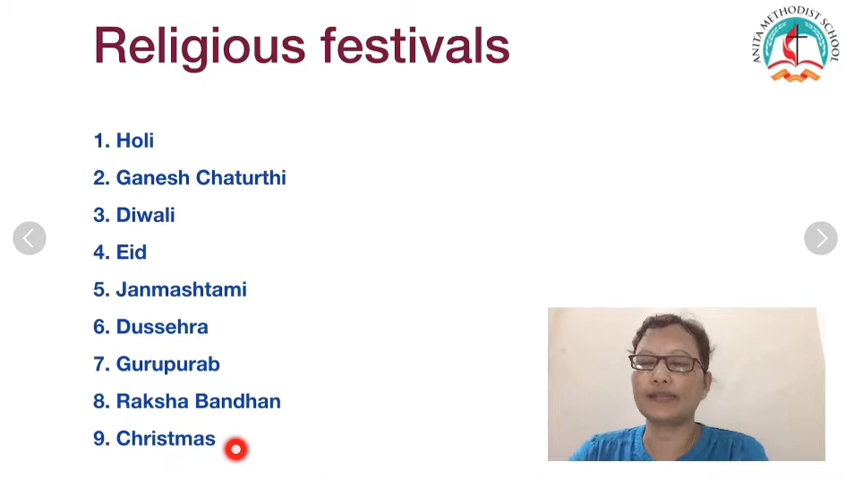 Religious festivals
ANITA METHODIST SCHOOL
1. Holi
2. Ganesh Chaturthi
3. Diwali
4. Eid
5. Janmashtami
6. Dussehra
7. Gurupurab
8. Raksha Bandhan
9. Christmas